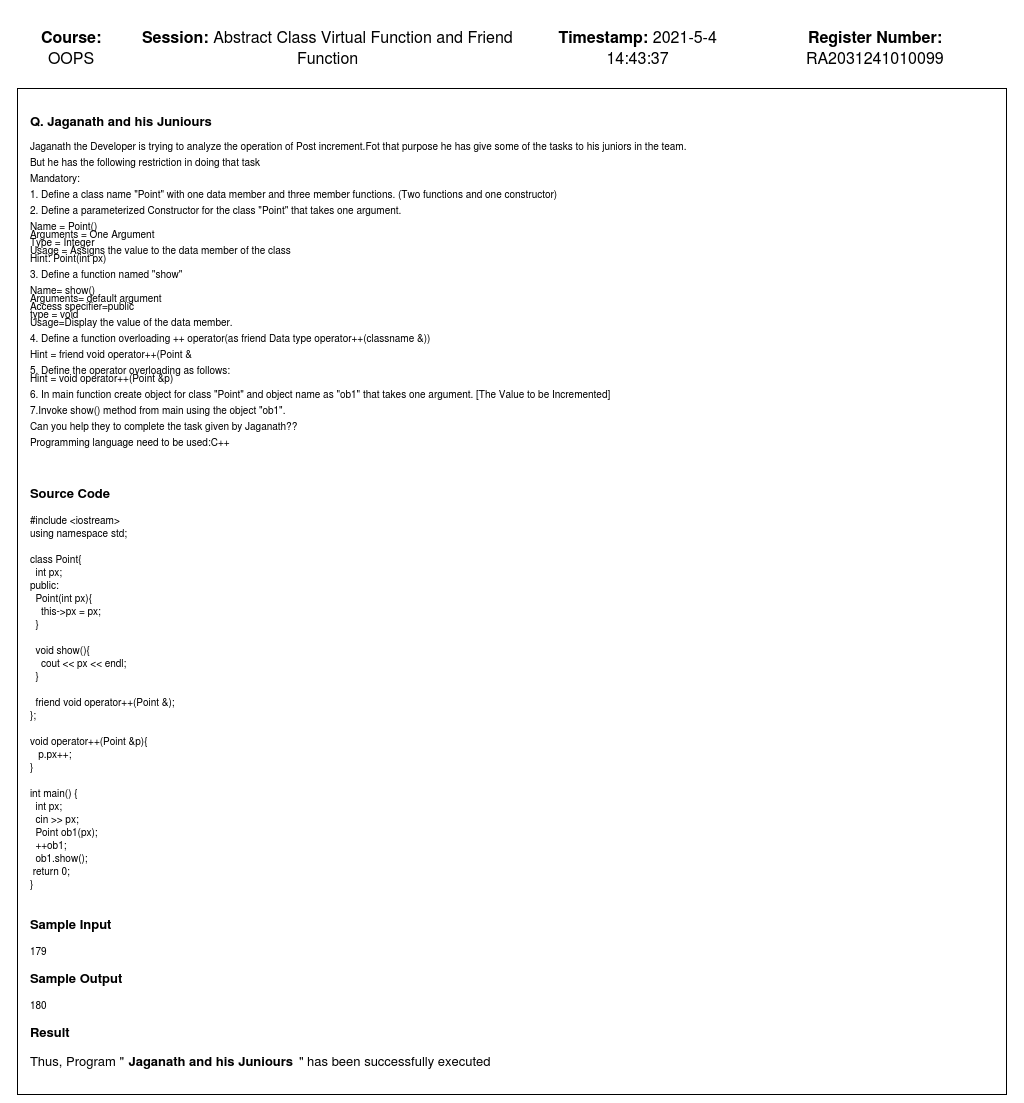 Course: OOPS
Session: Abstract Class Virtual Function and Friend Function
Timestamp: 2021-5-4 14:43:37
Register Number: RA2031241010099
Q. Jaganath and his Juniours
Jaganath the Developer is trying to analyze the operation of Post increment.Fot that purpose he has give some of the tasks to his juniors in the team.
But he has the following restriction in doing that task
Mandatory:
1. Define a class name "Point" with one data member and three member functions. (Two functions and one constructor)
2. Define a parameterized Constructor for the class "Point" that takes one argument.
Name = Point()
Arguments = One Argument
Type = Integer
Usage = Assigns the value to the data member of the class
Hint: Point(int px)
3. Define a function named "show"
Name= show()
Arguments= default argument
Access specifier=public
type = void
Usage=Display the value of the data member.
4. Define a function overloading ++ operator(as friend Data type operator++(classname &))
Hint = friend void operator++(Point &
5. Define the operator overloading as follows:
Hint = void operator++(Point &p)
6. In main function create object for class "Point" and object name as "ob1" that takes one argument. [The Value to be Incremented]
7.Invoke show() method from main using the object "ob1".
Can you help they to complete the task given by Jaganath??
Programming language need to be used:C++
Source Code
#include <iostream>
using namespace std;
class Point{
int px;
public:
Point(int px){
this->px = px;
}
void show(){
cout << px << endl;
}
friend void operator++(Point &);
};
void operator++(Point &p){
p.px++;
}
int main() {
int px;
cin >> px;
Point ob1(px);
++ob1;
ob1.show();
return 0;
}
Sample Input
179
Sample Output
180
Result
Thus, Program " Jaganath and his Juniours " has been successfully executed